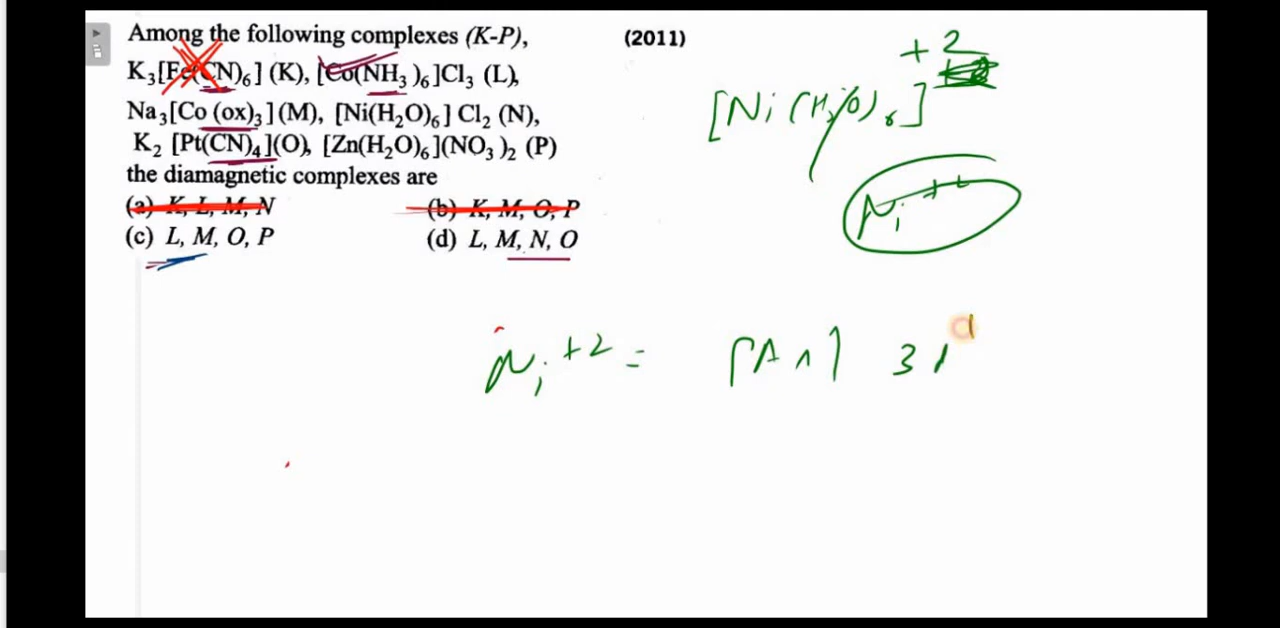 Among the following complexes (K-P), (2011)
K₃[Fe(CN)₆] (K), [Co(NH₃)₆]Cl₃ (L),
Na₃[Co (ox)₃] (M), [Ni(H₂O)₆] Cl₂ (N),
K₂ [Pt(CN)₄](O), [Zn(H₂O)₆](NO₃)₂ (P)
the diamagnetic complexes are
(a) K, L, M, N (b) K, M, O, P
(c) L, M, O, P (d) L, M, N, O
[Ni(H₂O)₆]⁺²
Ni⁺⁺
Ni⁺² = [Ar] 3d